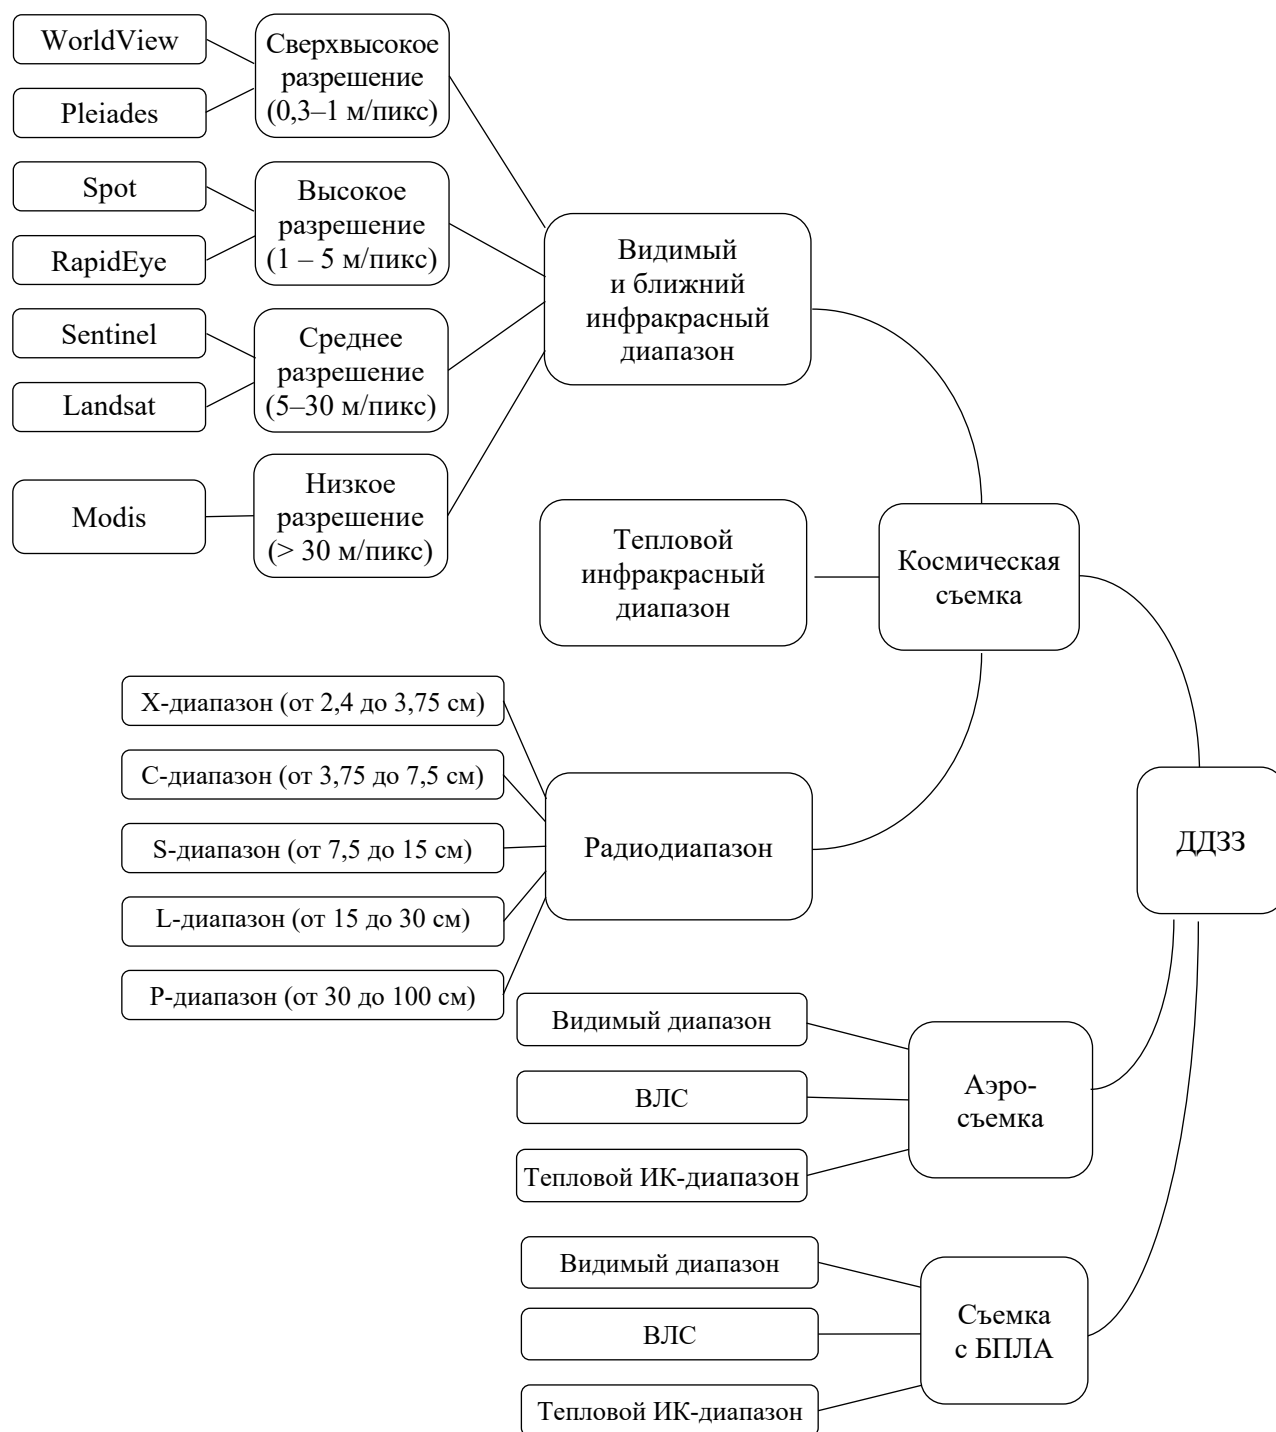 WorldView
Pleiades
Сверхвысокое
разрешение
(0,3–1 м/пикс)
Spot
RapidEye
Высокое
разрешение
(1 – 5 м/пикс)
Sentinel
Landsat
Среднее
разрешение
(5–30 м/пикс)
Modis
Низкое
разрешение
(> 30 м/пикс)
Видимый
и ближний
инфракрасный
диапазон
Тепловой
инфракрасный
диапазон
Космическая
съемка
X-диапазон (от 2,4 до 3,75 см)
C-диапазон (от 3,75 до 7,5 см)
S-диапазон (от 7,5 до 15 см)
L-диапазон (от 15 до 30 см)
P-диапазон (от 30 до 100 см)
Радиодиапазон
ДДЗЗ
Видимый диапазон
ВЛС
Тепловой ИК-диапазон
Аэро-
съемка
Видимый диапазон
ВЛС
Тепловой ИК-диапазон
Съемка
с БПЛА